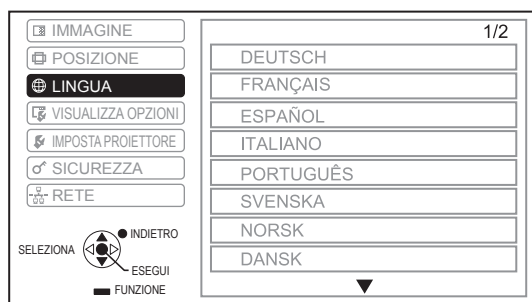 IMMAGINE
POSIZIONE
LINGUA
VISUALIZZA OPZIONI
IMPOSTA PROIETTORE
SICUREZZA
RETE
INDIETRO
SELEZIONA
ESEGUI
FUNZIONE
1/2
DEUTSCH
FRANÇAIS
ESPAÑOL
ITALIANO
PORTUGUÊS
SVENSKA
NORSK
DANSK